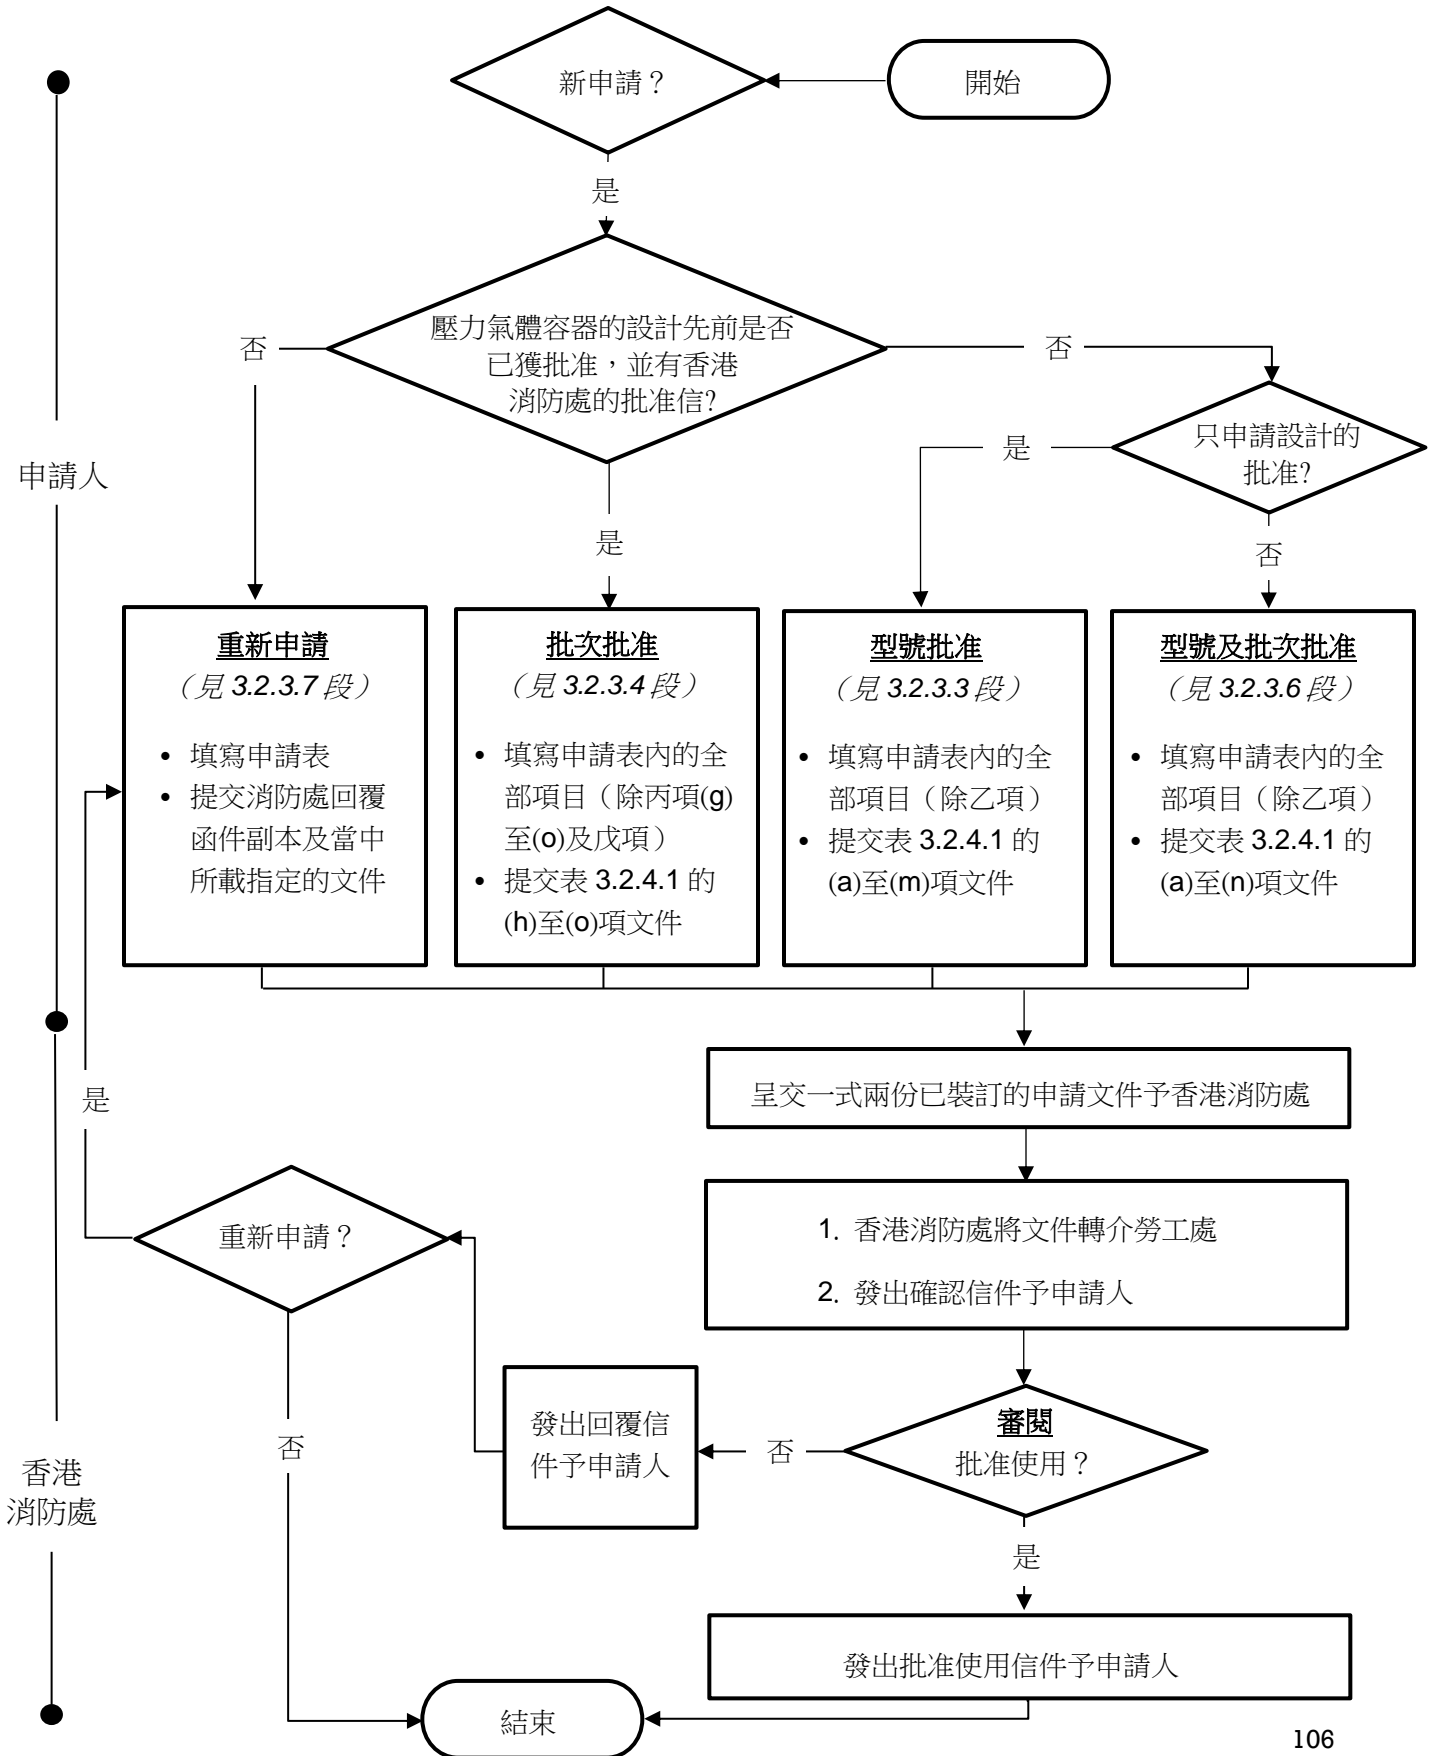 新申請？
開始
是
壓力氣體容器的設計先前是否
已獲批准，並有香港
消防處的批准信?
否
否
只申請設計的
批准?
是
申請人
是
否
重新申請
（見 3.2.3.7 段）
• 填寫申請表
• 提交消防處回覆
函件副本及當中
所載指定的文件
批次批准
（見 3.2.3.4 段）
• 填寫申請表內的全
部項目（除丙項(g)
至(o)及戊項）
• 提交表 3.2.4.1 的
(h)至(o)項文件
型號批准
（見 3.2.3.3 段）
• 填寫申請表內的全
部項目（除乙項）
• 提交表 3.2.4.1 的
(a)至(m)項文件
型號及批次批准
（見 3.2.3.6 段）
• 填寫申請表內的全
部項目（除乙項）
• 提交表 3.2.4.1 的
(a)至(n)項文件
是
呈交一式兩份已裝訂的申請文件予香港消防處
重新申請？
1. 香港消防處將文件轉介勞工處
2. 發出確認信件予申請人
發出回覆信
件予申請人
否
審閱
批准使用？
否
香港
消防處
是
發出批准使用信件予申請人
結束
106